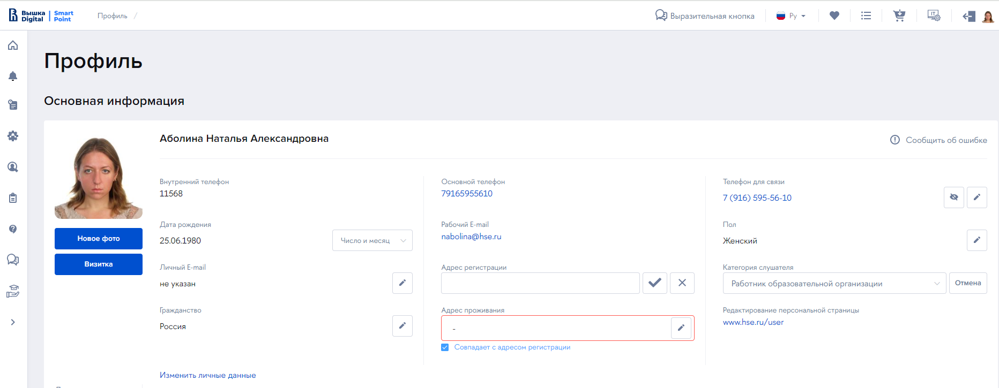 Вышка Digital | Smart Point
Профиль /
Выразительная кнопка
Ру
IT
Профиль
Основная информация
Аболина Наталья Александровна
Сообщить об ошибке
Внутренний телефон
11568
Основной телефон
79165955610
Телефон для связи
7 (916) 595-56-10
Дата рождения
25.06.1980
Число и месяц
Рабочий E-mail
nabolina@hse.ru
Пол
Женский
Новое фото
Визитка
Личный E-mail
не указан
Адрес регистрации
Категория слушателя
Работник образовательной организации
Отмена
Гражданство
Россия
Адрес проживания
-
Совпадает с адресом регистрации
Редактирование персональной страницы
www.hse.ru/user
Изменить личные данные